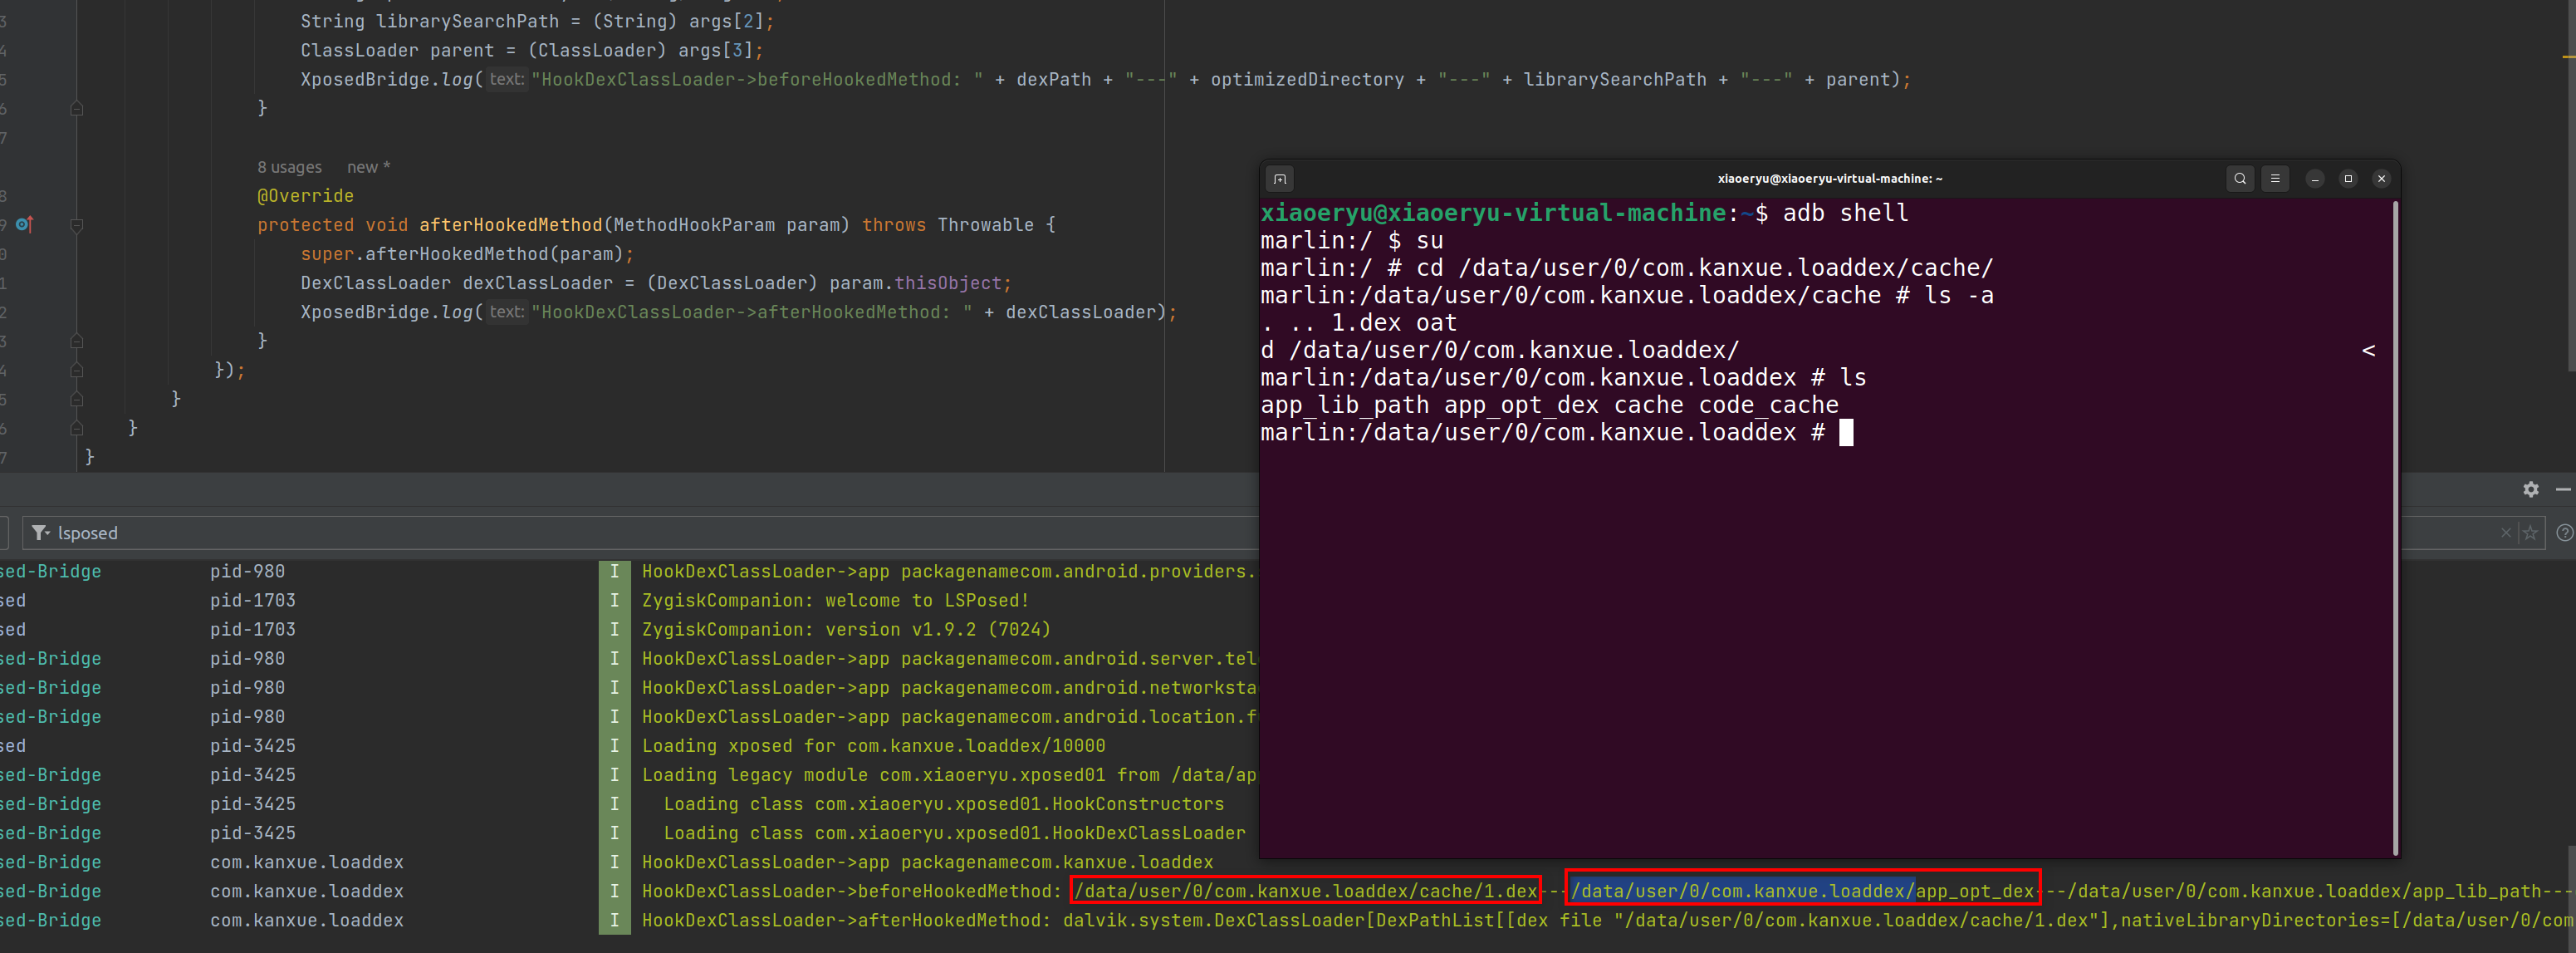 String librarySearchPath = (String) args[2];
ClassLoader parent = (ClassLoader) args[3];
XposedBridge.log( text: "HookDexClassLoader->beforeHookedMethod: " + dexPath + "---" + optimizedDirectory + "---" + librarySearchPath + "---" + parent);
}
8 usages new *
@Override
protected void afterHookedMethod(MethodHookParam param) throws Throwable {
super.afterHookedMethod(param);
DexClassLoader dexClassLoader = (DexClassLoader) param.thisObject;
XposedBridge.log( text: "HookDexClassLoader->afterHookedMethod: " + dexClassLoader);
}
});
}
}
}
xiaoeryu@xiaoeryu-virtual-machine: ~
xiaoeryu@xiaoeryu-virtual-machine:~$ adb shell
marlin:/ $ su
marlin:/ # cd /data/user/0/com.kanxue.loaddex/cache/
marlin:/data/user/0/com.kanxue.loaddex/cache # ls -a
. .. 1.dex oat
d /data/user/0/com.kanxue.loaddex/ <
marlin:/data/user/0/com.kanxue.loaddex # ls
app_lib_path app_opt_dex cache code_cache
marlin:/data/user/0/com.kanxue.loaddex #
lsposed
sed-Bridge pid-980 I HookDexClassLoader->app packagenamecom.android.providers.
sed pid-1703 I ZygiskCompanion: welcome to LSPosed!
sed pid-1703 I ZygiskCompanion: version v1.9.2 (7024)
sed-Bridge pid-980 I HookDexClassLoader->app packagenamecom.android.server.tel
sed-Bridge pid-980 I HookDexClassLoader->app packagenamecom.android.networksta
sed-Bridge pid-980 I HookDexClassLoader->app packagenamecom.android.location.f
sed pid-3425 I Loading xposed for com.kanxue.loaddex/10000
sed-Bridge pid-3425 I Loading legacy module com.xiaoeryu.xposed01 from /data/ap
sed-Bridge pid-3425 I Loading class com.xiaoeryu.xposed01.HookConstructors
sed-Bridge pid-3425 I Loading class com.xiaoeryu.xposed01.HookDexClassLoader
sed-Bridge com.kanxue.loaddex I HookDexClassLoader->app packagenamecom.kanxue.loaddex
sed-Bridge com.kanxue.loaddex I HookDexClassLoader->beforeHookedMethod: /data/user/0/com.kanxue.loaddex/cache/1.dex---/data/user/0/com.kanxue.loaddex/app_opt_dex---/data/user/0/com.kanxue.loaddex/app_lib_path---
sed-Bridge com.kanxue.loaddex I HookDexClassLoader->afterHookedMethod: dalvik.system.DexClassLoader[DexPathList[[dex file "/data/user/0/com.kanxue.loaddex/cache/1.dex"],nativeLibraryDirectories=[/data/user/0/com